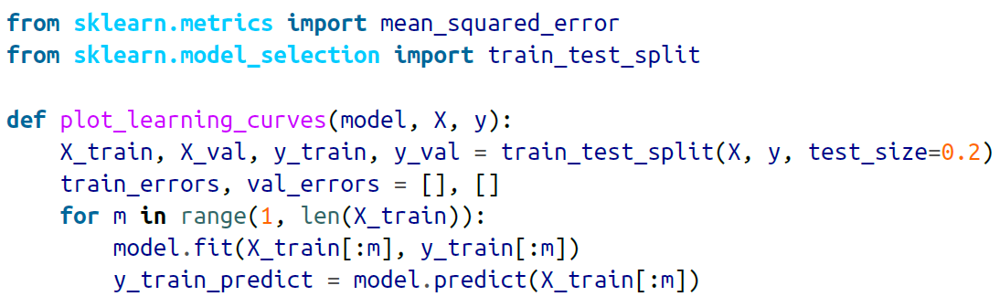 from sklearn.metrics import mean_squared_error
from sklearn.model_selection import train_test_split

def plot_learning_curves(model, X, y):
    X_train, X_val, y_train, y_val = train_test_split(X, y, test_size=0.2)
    train_errors, val_errors = [], []
    for m in range(1, len(X_train)):
        model.fit(X_train[:m], y_train[:m])
        y_train_predict = model.predict(X_train[:m])